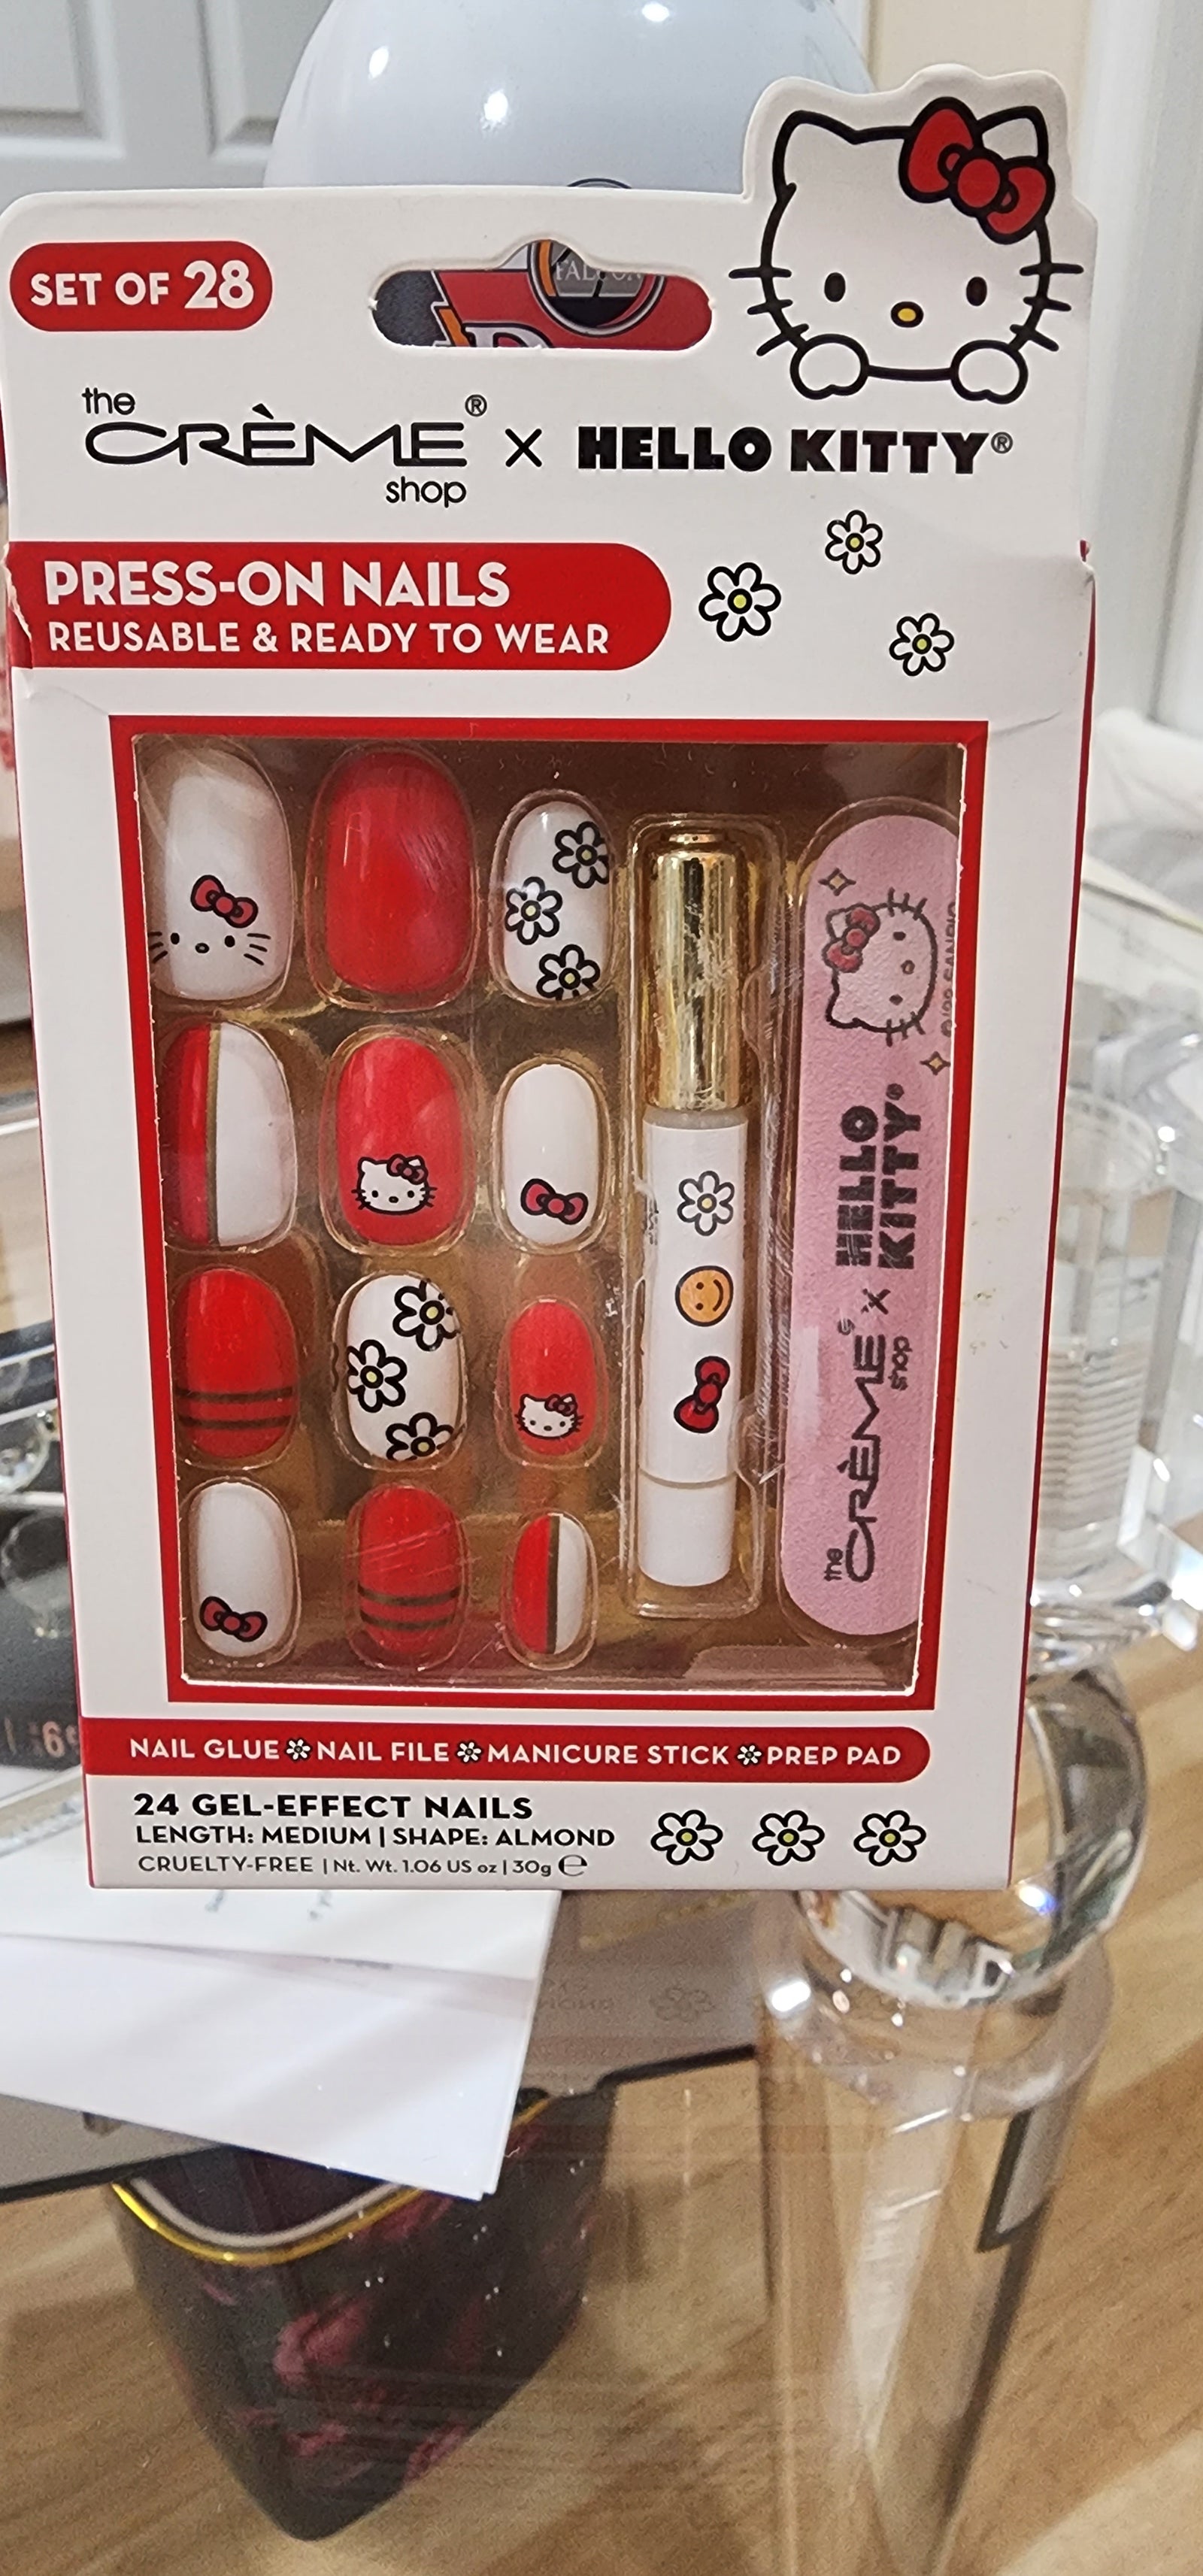 SET OF 28
the
CRÈME® x HELLO KITTY®
shop
PRESS-ON NAILS
REUSABLE & READY TO WEAR
HELLO
KITTY®
the CRÈME x
shop
NAIL GLUE NAIL FILE MANICURE STICK PREP PAD
24 GEL-EFFECT NAILS
LENGTH: MEDIUM | SHAPE: ALMOND
CRUELTY-FREE | Nt. Wt. 1.06 US oz | 30g ℮